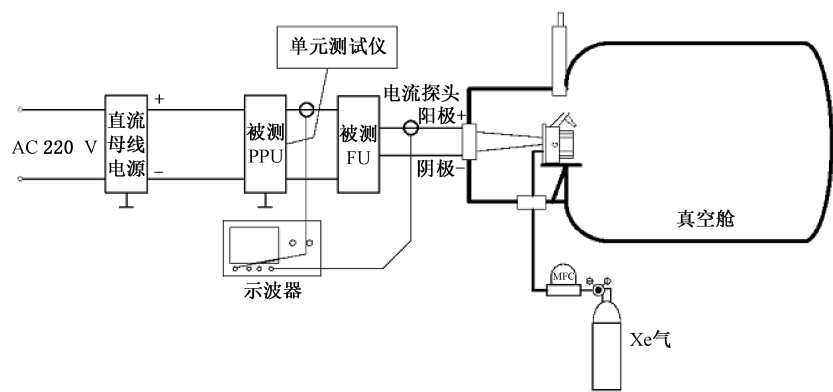 单元测试仪
电流探头
阳极+
+
AC 220 V
直流
母线
电源
被测
PPU
被测
FU
阴极−
−
真空舱
示波器
MFC
Xe气